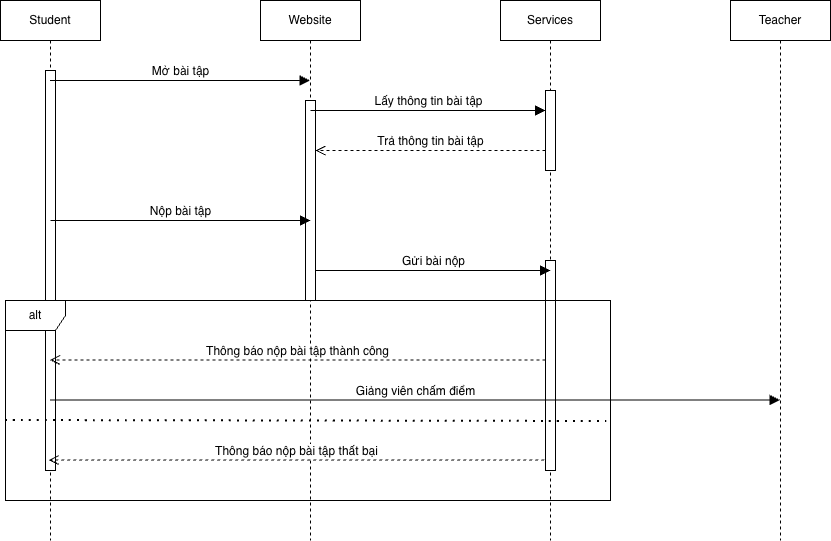 Student
Website
Services
Teacher
Mở bài tập
Lấy thông tin bài tập
Trả thông tin bài tập
Nộp bài tập
Gửi bài nộp
alt
Thông báo nộp bài tập thành công
Giảng viên chấm điểm
Thông báo nộp bài tập thất bại